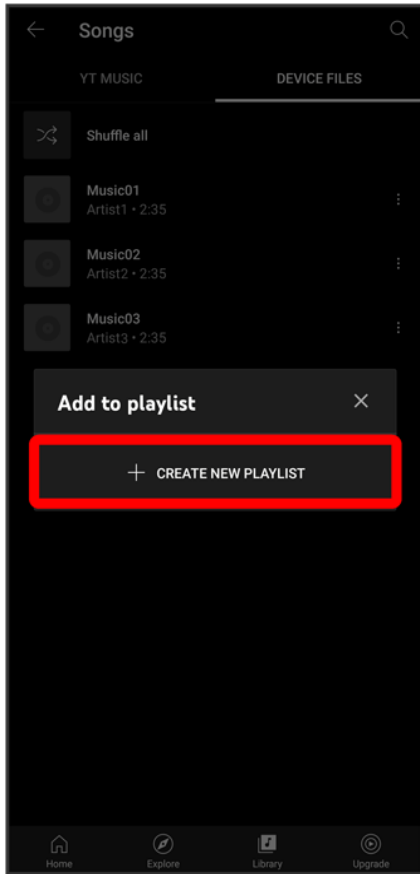 Songs
YT MUSIC
DEVICE FILES
Shuffle all
Music01
Artist1 • 2:35
Music02
Artist2 • 2:35
Music03
Artist3 • 2:35
Add to playlist
CREATE NEW PLAYLIST
Home
Explore
Library
Upgrade